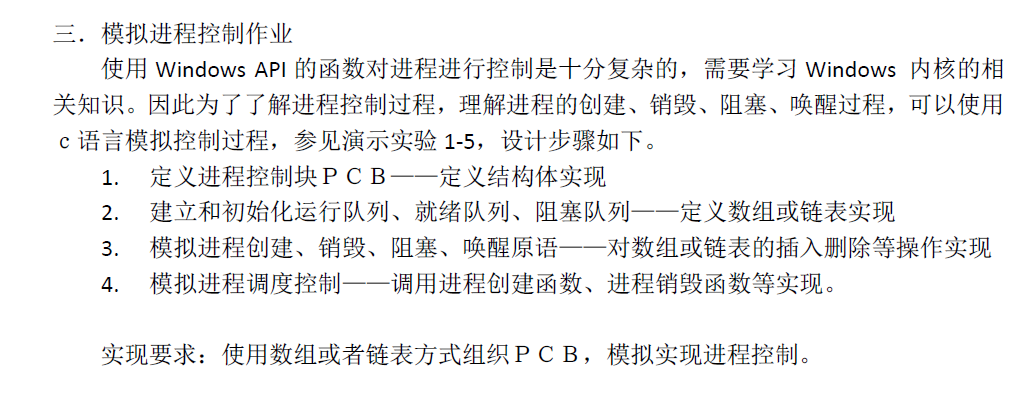 三．模拟进程控制作业
使用 Windows API 的函数对进程进行控制是十分复杂的，需要学习 Windows 内核的相
关知识。因此为了了解进程控制过程，理解进程的创建、销毁、阻塞、唤醒过程，可以使用
ｃ语言模拟控制过程，参见演示实验 1-5，设计步骤如下。
1. 定义进程控制块ＰＣＢ——定义结构体实现
2. 建立和初始化运行队列、就绪队列、阻塞队列——定义数组或链表实现
3. 模拟进程创建、销毁、阻塞、唤醒原语——对数组或链表的插入删除等操作实现
4. 模拟进程调度控制——调用进程创建函数、进程销毁函数等实现。
实现要求：使用数组或者链表方式组织ＰＣＢ，模拟实现进程控制。